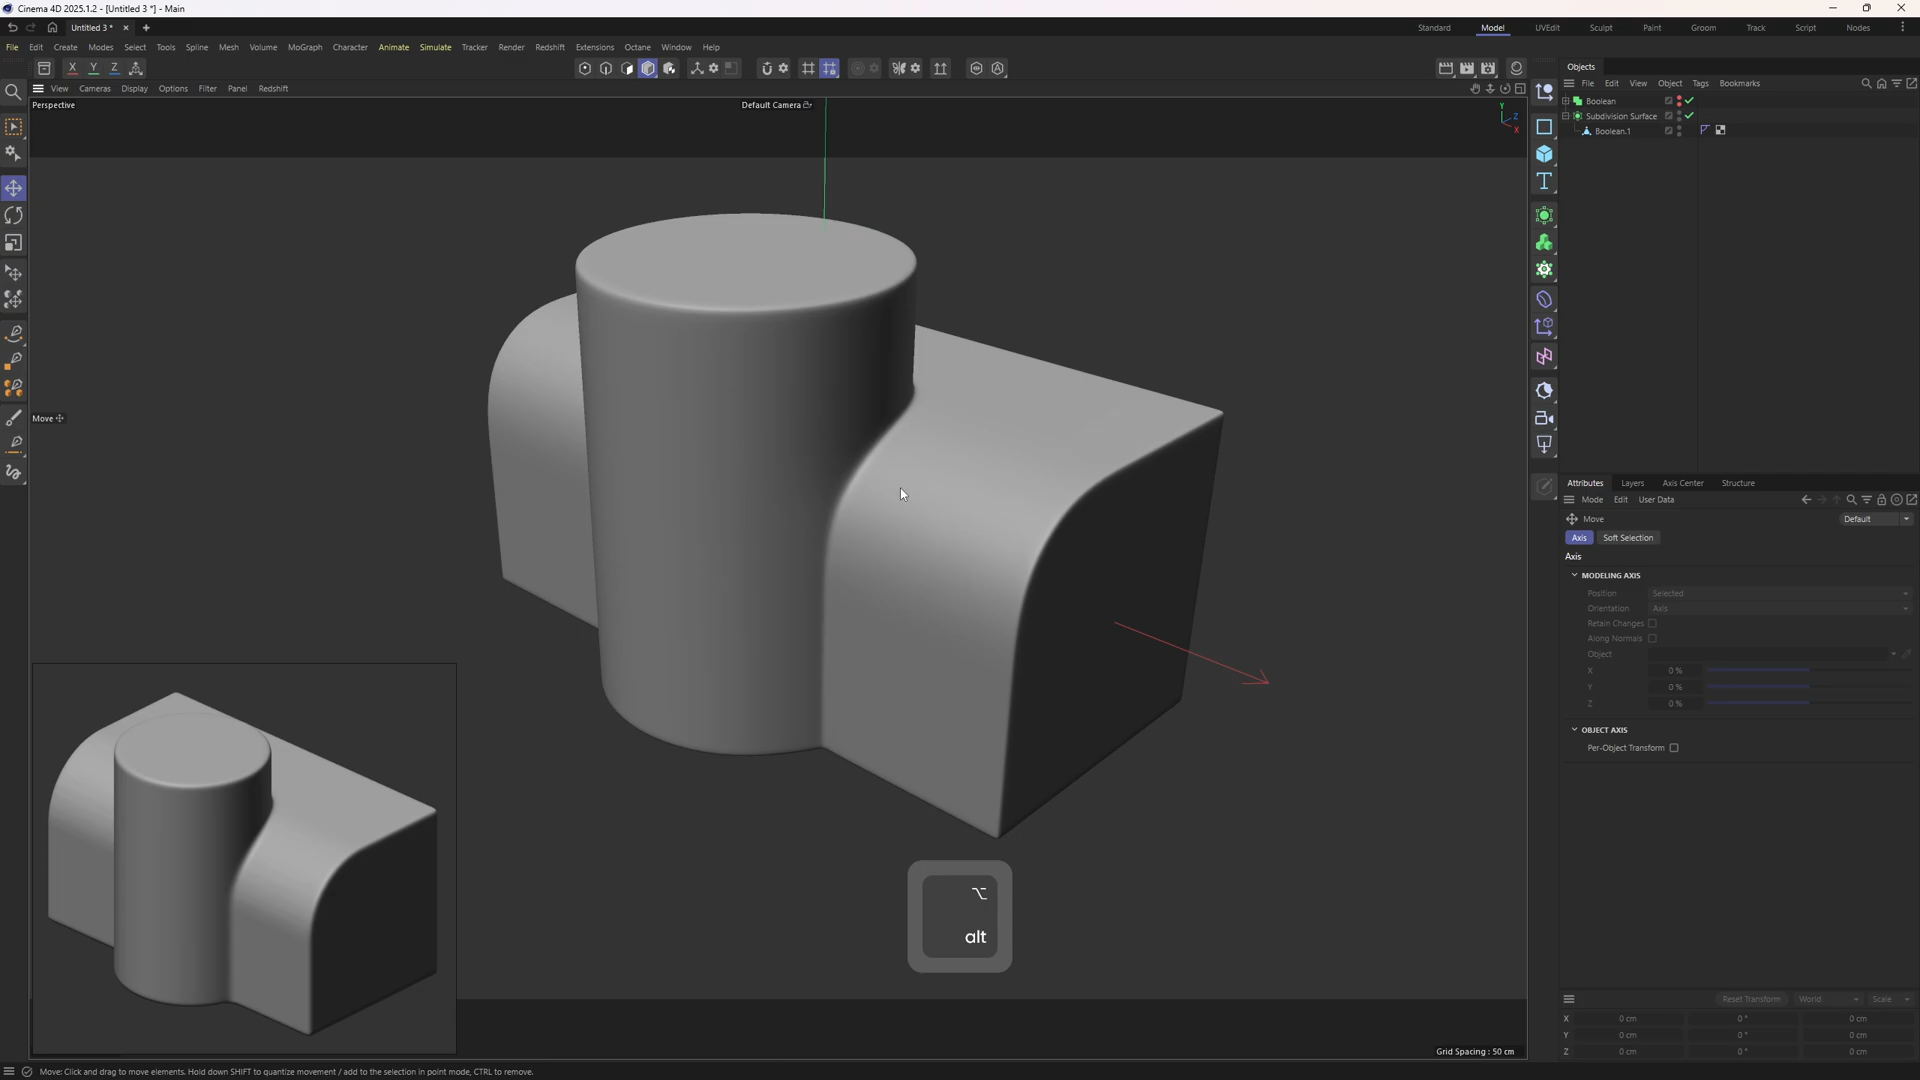 Cinema 4D 2025.1.2 - [Untitled 3 *] - Main
Untitled 3 *
Standard Model UVEdit Sculpt Paint Groom Track Script Nodes
File Edit Create Modes Select Tools Spline Mesh Volume MoGraph Character Animate Simulate Tracker Render Redshift Extensions Octane Window Help
X Y Z
View Cameras Display Options Filter Panel Redshift
Perspective
Default Camera
Y
Z
X
Move
alt
Grid Spacing : 50 cm
Objects
File Edit View Object Tags Bookmarks
Boolean
Subdivision Surface
Boolean.1
Attributes Layers Axis Center Structure
Mode Edit User Data
Move Default
Axis Soft Selection
Axis
MODELING AXIS
Position Selected
Orientation Axis
Retain Changes
Along Normals
Object
X 0 %
Y 0 %
Z 0 %
OBJECT AXIS
Per-Object Transform
Reset Transform World Scale
X 0 cm 0 ° 0 cm
Y 0 cm 0 ° 0 cm
Z 0 cm 0 ° 0 cm
Move: Click and drag to move elements. Hold down SHIFT to quantize movement / add to the selection in point mode, CTRL to remove.